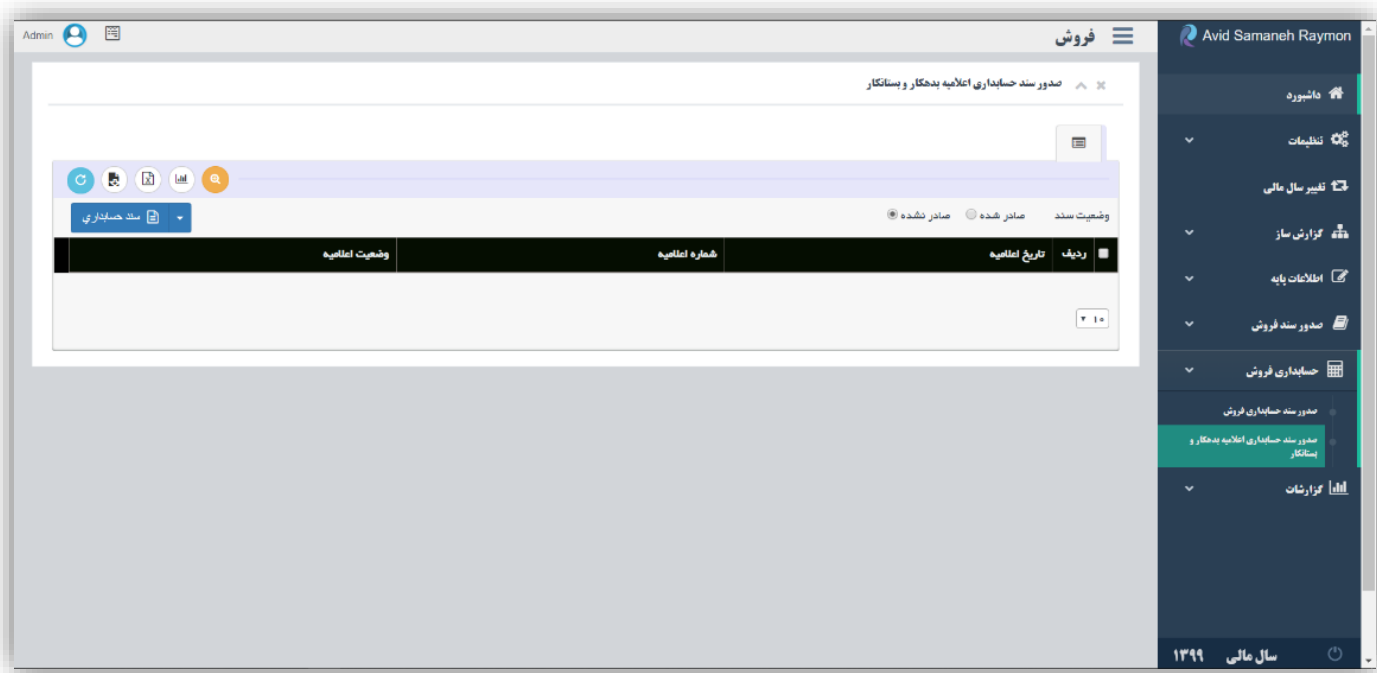 Avid Samaneh Raymon
فروش
Admin
داشبورد
تنظیمات
تغییر سال مالی
گزارش ساز
اطلاعات پایه
صدور سند فروش
حسابداری فروش
صدور سند حسابداری فروش
صدور سند حسابداری اعلامیه بدهکار و
بستانکار
گزارشات
سال مالی ۱۳۹۹
صدور سند حسابداری اعلامیه بدهکار و بستانکار
وضعیت سند صادر شده صادر نشده
سند حسابداري
ردیف تاریخ اعلامیه شماره اعلامیه وضعیت اعلامیه
۱۰